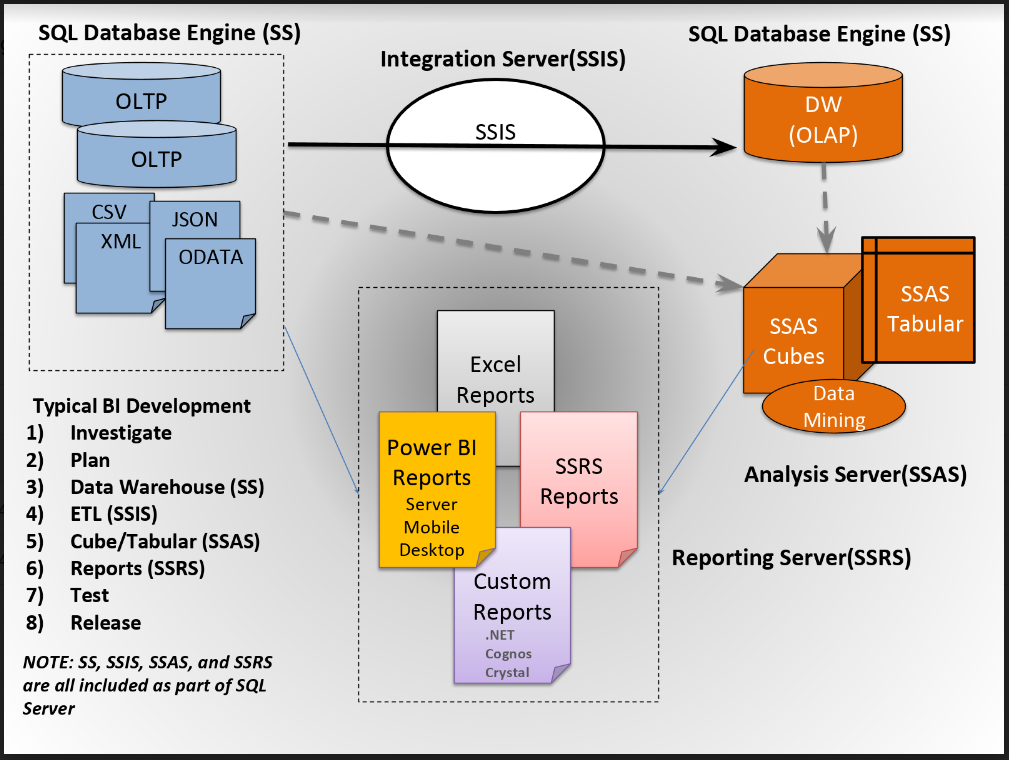 SQL Database Engine (SS)
OLTP
OLTP
CSV
XML
JSON
ODATA
Integration Server(SSIS)
SSIS
SQL Database Engine (SS)
DW
(OLAP)
SSAS
Cubes
SSAS
Tabular
Data
Mining
Analysis Server(SSAS)
Excel
Reports
Power BI
Reports
Server
Mobile
Desktop
SSRS
Reports
Custom
Reports
.NET
Cognos
Crystal
Reporting Server(SSRS)
Typical BI Development
1) Investigate
2) Plan
3) Data Warehouse (SS)
4) ETL (SSIS)
5) Cube/Tabular (SSAS)
6) Reports (SSRS)
7) Test
8) Release
NOTE: SS, SSIS, SSAS, and SSRS
are all included as part of SQL
Server